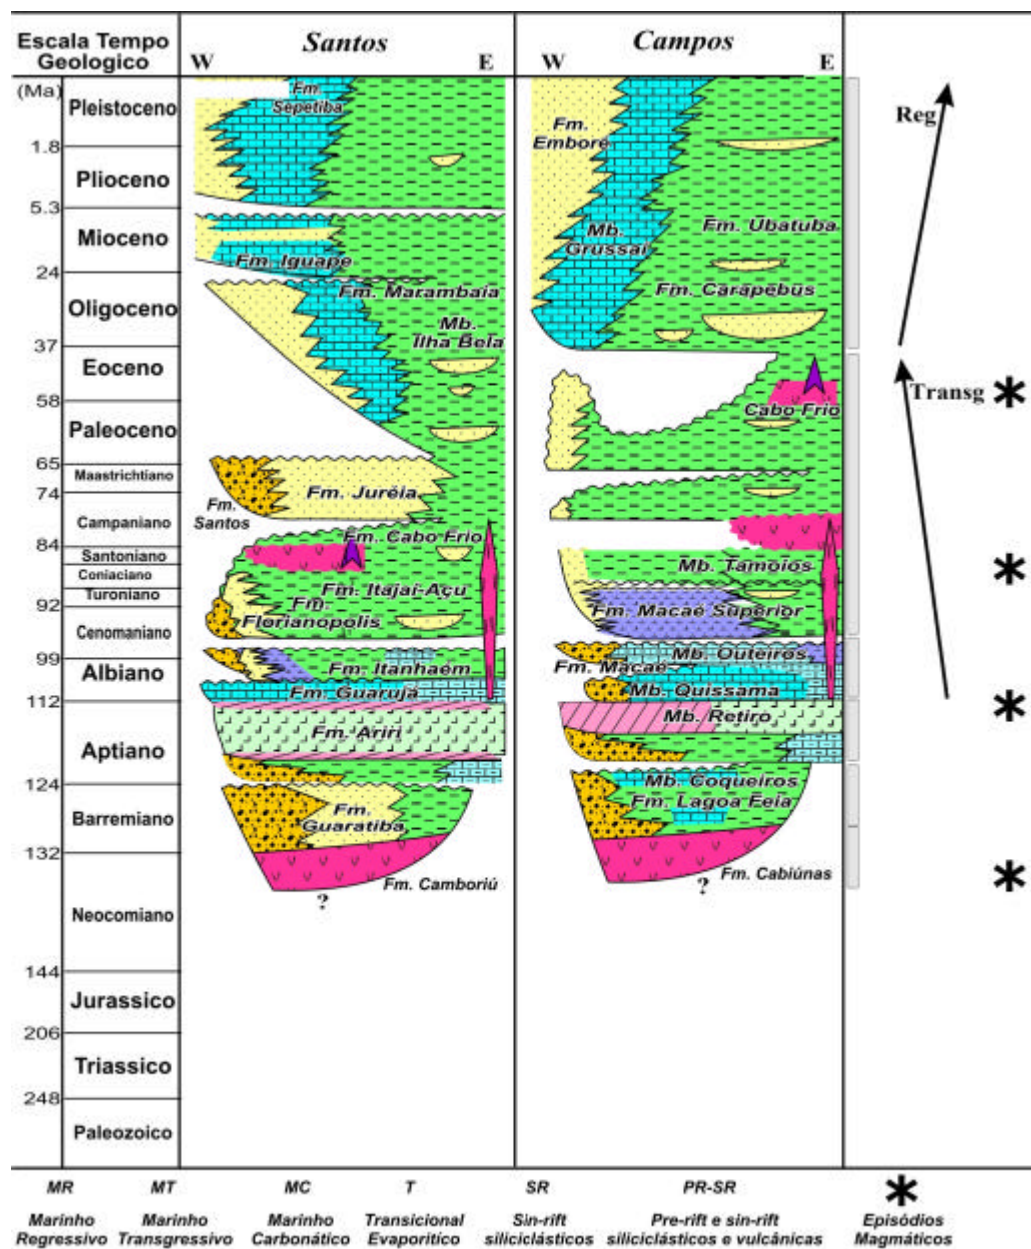 Escala Tempo
Geologico
Santos
W
E
Campos
W
E
(Ma)
Pleistoceno
1.8
Plioceno
5.3
Mioceno
24
Oligoceno
37
Eoceno
58
Paleoceno
65
Maastrichtiano
74
Campaniano
84
Santoniano
Coniaciano
Turoniano
92
Cenomaniano
99
Albiano
112
Aptiano
124
Barremiano
132
Neocomiano
144
Jurassico
206
Triassico
248
Paleozoico
Fm.
Sepetiba
Fm. Iguape
Fm. Marambaia
Mb.
Ilha Bela
Fm. Juréia
Fm.
Santos
Fm. Cabo Frio
Fm. Itajaí-Açu
Fm.
Florianopolis
Fm. Itanhaém
Fm. Guarujá
Fm. Ariri
Fm.
Guaratiba
Fm. Camboriú
?
Fm.
Emboré
Mb.
Grussaí
Fm. Ubatuba
Fm. Carapebus
Cabo Frio
Mb. Tamoios
Fm. Macaé Superior
Mb. Outeiros
Fm. Macaé
Mb. Quissama
Mb. Retiro
Mb. Coqueiros
Fm. Lagoa Feia
Fm. Cabiúnas
?
Reg
Transg
MR
MT
MC
T
SR
PR-SR
Marinho
Regressivo
Marinho
Transgressivo
Marinho
Carbonático
Transicional
Evaporitico
Sin-rift
siliciclásticos
Pre-rift e sin-rift
siliciclásticos e vulcânicas
Episódios
Magmáticos